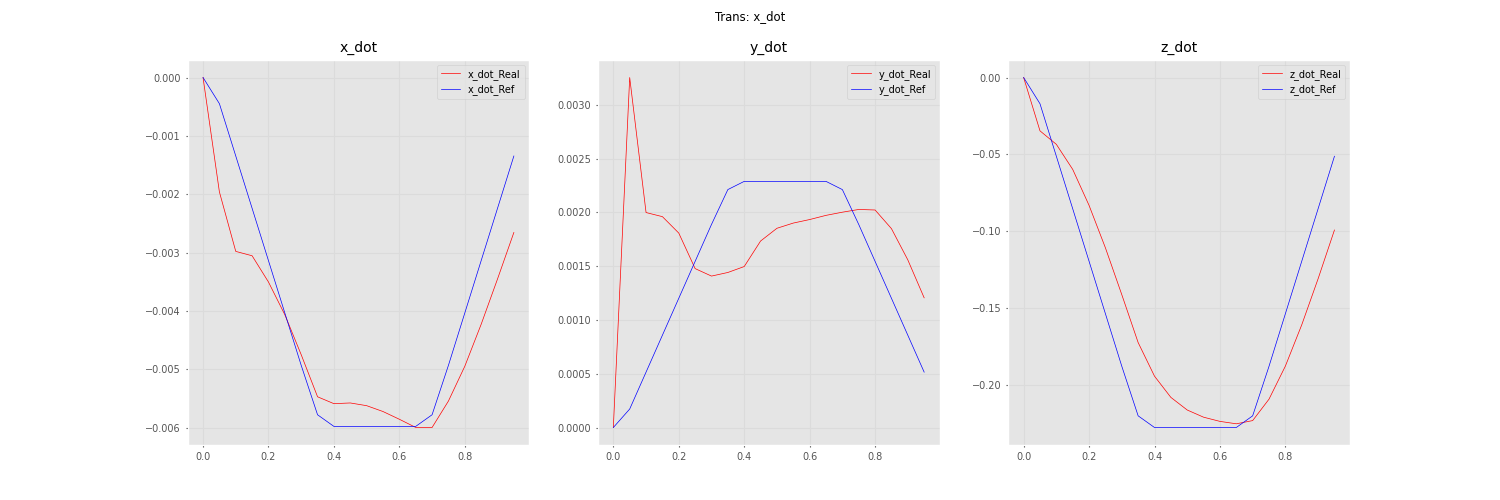 Trans: x_dot
x_dot
x_dot_Real
x_dot_Ref
0.000
−0.001
−0.002
−0.003
−0.004
−0.005
−0.006
0.0 0.2 0.4 0.6 0.8
y_dot
y_dot_Real
y_dot_Ref
0.0030
0.0025
0.0020
0.0015
0.0010
0.0005
0.0000
0.0 0.2 0.4 0.6 0.8
z_dot
z_dot_Real
z_dot_Ref
0.00
−0.05
−0.10
−0.15
−0.20
0.0 0.2 0.4 0.6 0.8